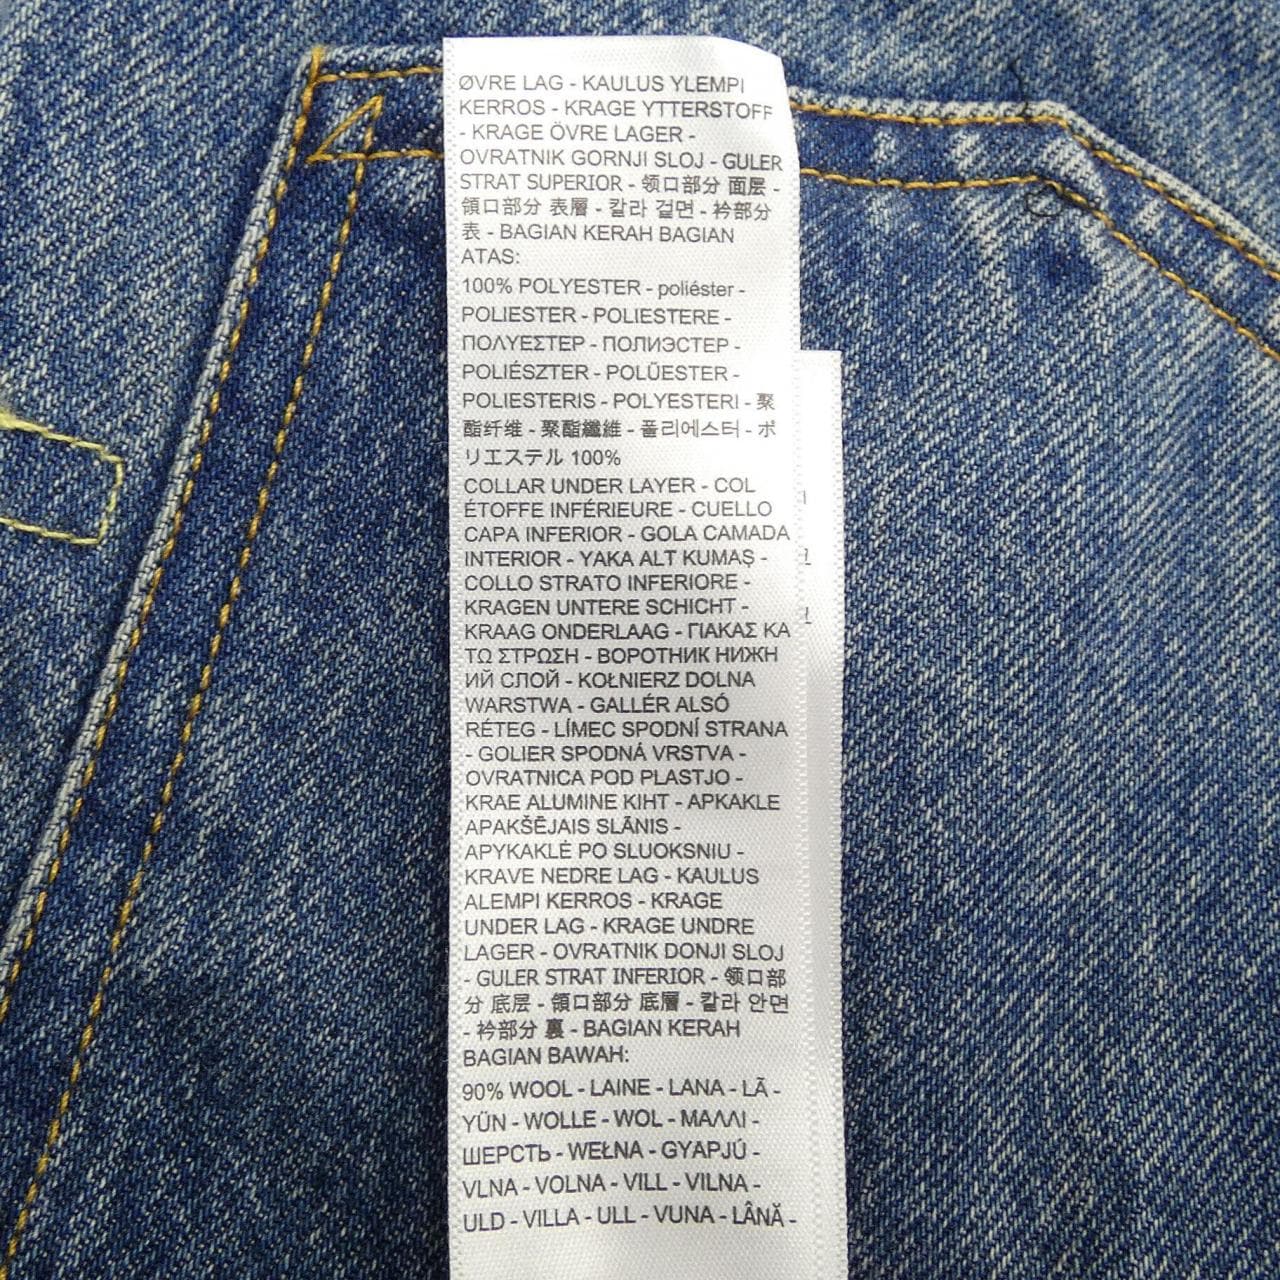 ØVRE LAG - KAULUS YLEMPI
KERROS - KRAGE YTTERSTOFF
- KRAGE ÖVRE LAGER -
OVRATNIK GORNJI SLOJ - GULER
STRAT SUPERIOR - 领口部分 面层 -
領口部分 表層 - 칼라 겉면 - 衿部分
表 - BAGIAN KERAH BAGIAN
ATAS:
100% POLYESTER - poliéster -
POLIESTER - POLIESTERE -
ΠΟΛΥΕΣΤΕΡ - ПОЛИЭСТЕР -
POLIÉSZTER - POLÜESTER -
POLIESTERIS - POLYESTERI - 聚
酯纤维 - 聚酯纖維 - 폴리에스터 - ポ
リエステル 100%
COLLAR UNDER LAYER - COL
ÉTOFFE INFÉRIEURE - CUELLO
CAPA INFERIOR - GOLA CAMADA
INTERIOR - YAKA ALT KUMAŞ -
COLLO STRATO INFERIORE -
KRAGEN UNTERE SCHICHT -
KRAAG ONDERLAAG - ΓΙΑΚΑΣ ΚΑ
ΤΩ ΣΤΡΩΣΗ - ВОРОТНИК НИЖН
ИЙ СЛОЙ - KOŁNIERZ DOLNA
WARSTWA - GALLÉR ALSÓ
RÉTEG - LÍMEC SPODNÍ STRANA
- GOLIER SPODNÁ VRSTVA -
OVRATNICA POD PLASTJO -
KRAE ALUMINE KIHT - APKAKLE
APAKŠĒJAIS SLĀNIS -
APYKAKLĖ PO SLUOKSNIU -
KRAVE NEDRE LAG - KAULUS
ALEMPI KERROS - KRAGE
UNDER LAG - KRAGE UNDRE
LAGER - OVRATNIK DONJI SLOJ
- GULER STRAT INFERIOR - 领口部
分 底层 - 領口部分 底層 - 칼라 안면
- 衿部分 裏 - BAGIAN KERAH
BAGIAN BAWAH:
90% WOOL - LAINE - LANA - LÃ -
YÜN - WOLLE - WOL - ΜΑΛΛΙ -
ШЕРСТЬ - WEŁNA - GYAPJÚ -
VLNA - VOLNA - VILL - VILNA -
ULD - VILLA - ULL - VUNA - LÂNĂ -